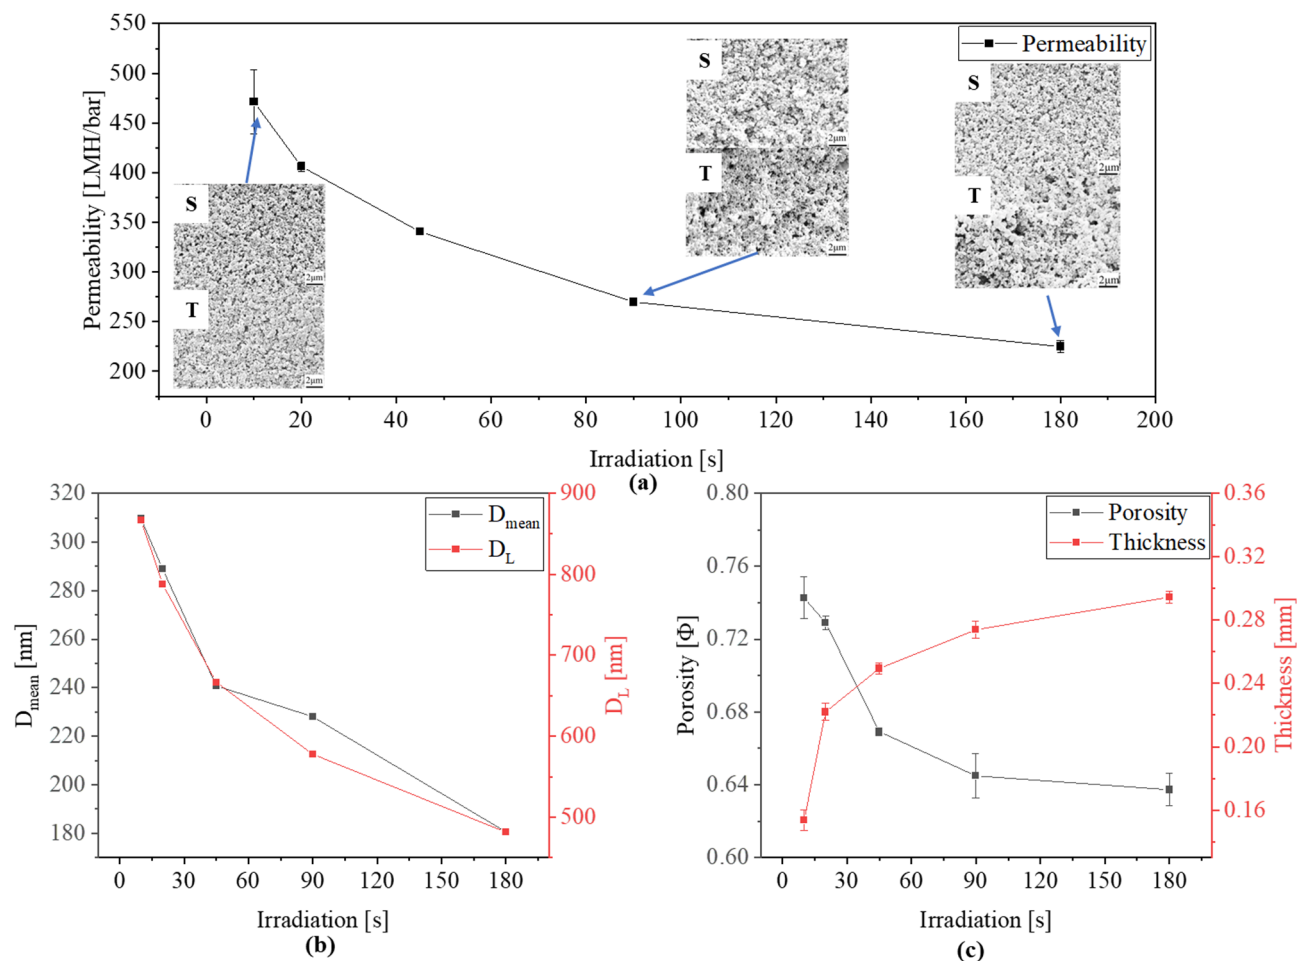 550
500
450
400
350
300
250
200
Permeability [LMH/bar]
Permeability
S
2μm
T
2μm
S
2μm
T
2μm
S
2μm
T
2μm
0 20 40 60 80 100 120 140 160 180 200
Irradiation [s]
(a)
320
300
280
260
240
220
200
180
D_mean [nm]
D_mean
D_L
900
800
700
600
500
D_L [nm]
0 30 60 90 120 150 180
Irradiation [s]
(b)
0.80
0.76
0.72
0.68
0.64
0.60
Porosity [Φ]
Porosity
Thickness
0.36
0.32
0.28
0.24
0.20
0.16
Thickness [mm]
0 30 60 90 120 150 180
Irradiation [s]
(c)